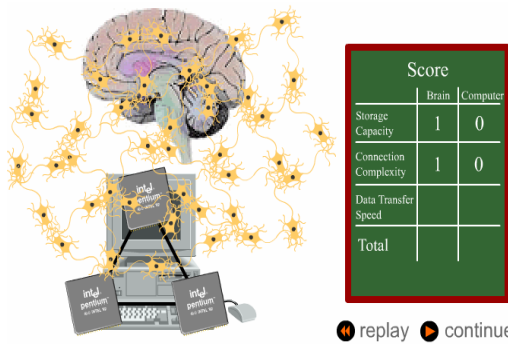 intel
pentium
intel
pentium
intel
pentium
Score
Brain Computer
Storage
Capacity 1 0
Connection
Complexity 1 0
Data Transfer
Speed
Total
replay continue